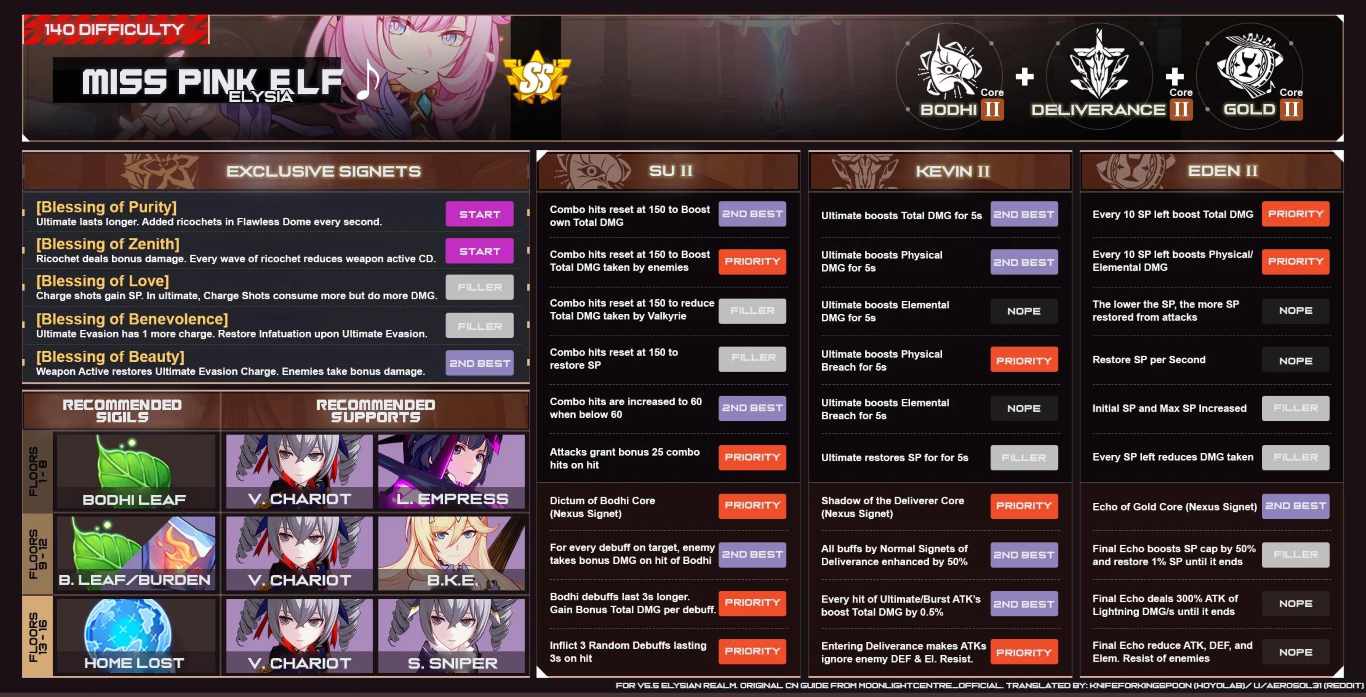 140 DIFFICULTY
MISS PINK ELF♪
ELYSIA
SS
Core
BODHI II
+
Core
DELIVERANCE II
+
Core
GOLD II
EXCLUSIVE SIGNETS
[Blessing of Purity]
Ultimate lasts longer. Added ricochets in Flawless Dome every second.
START
[Blessing of Zenith]
Ricochet deals bonus damage. Every wave of ricochet reduces weapon active CD.
START
[Blessing of Love]
Charge shots gain SP. In ultimate, Charge Shots consume more but do more DMG.
FILLER
[Blessing of Benevolence]
Ultimate Evasion has 1 more charge. Restore Infatuation upon Ultimate Evasion.
FILLER
[Blessing of Beauty]
Weapon Active restores Ultimate Evasion Charge. Enemies take bonus damage.
2ND BEST
RECOMMENDED
SIGILS
RECOMMENDED
SUPPORTS
FLOORS
1-8
BODHI LEAF
V. CHARIOT
L. EMPRESS
FLOORS
9-12
B. LEAF/BURDEN
V. CHARIOT
B.K.E.
FLOORS
13-16
HOME LOST
V. CHARIOT
S. SNIPER
SU II
Combo hits reset at 150 to Boost
own Total DMG
2ND BEST
Combo hits reset at 150 to Boost
Total DMG taken by enemies
PRIORITY
Combo hits reset at 150 to reduce
Total DMG taken by Valkyrie
FILLER
Combo hits reset at 150 to
restore SP
FILLER
Combo hits are increased to 60
when below 60
2ND BEST
Attacks grant bonus 25 combo
hits on hit
PRIORITY
Dictum of Bodhi Core
(Nexus Signet)
PRIORITY
For every debuff on target, enemy
takes bonus DMG on hit of Bodhi
2ND BEST
Bodhi debuffs last 3s longer.
Gain Bonus Total DMG per debuff.
PRIORITY
Inflict 3 Random Debuffs lasting
3s on hit
PRIORITY
KEVIN II
Ultimate boosts Total DMG for 5s
2ND BEST
Ultimate boosts Physical
DMG for 5s
2ND BEST
Ultimate boosts Elemental
DMG for 5s
NOPE
Ultimate boosts Physical
Breach for 5s
PRIORITY
Ultimate boosts Elemental
Breach for 5s
NOPE
Ultimate restores SP for for 5s
FILLER
Shadow of the Deliverer Core
(Nexus Signet)
PRIORITY
All buffs by Normal Signets of
Deliverance enhanced by 50%
2ND BEST
Every hit of Ultimate/Burst ATK's
boost Total DMG by 0.5%
2ND BEST
Entering Deliverance makes ATKs
ignore enemy DEF & El. Resist.
PRIORITY
EDEN II
Every 10 SP left boost Total DMG
PRIORITY
Every 10 SP left boosts Physical/
Elemental DMG
PRIORITY
The lower the SP, the more SP
restored from attacks
NOPE
Restore SP per Second
NOPE
Initial SP and Max SP Increased
FILLER
Every SP left reduces DMG taken
FILLER
Echo of Gold Core (Nexus Signet)
2ND BEST
Final Echo boosts SP cap by 50%
and restore 1% SP until it ends
FILLER
Final Echo deals 300% ATK of
Lightning DMG/s until it ends
NOPE
Final Echo reduce ATK, DEF, and
Elem. Resist of enemies
NOPE
FOR V5.5 ELYSIAN REALM. ORIGINAL CN GUIDE FROM MOONLIGHTCENTRE_OFFICIAL. TRANSLATED BY: KNIFEFORKINGSPOON (HOYOLAB)/ U/AEROSOL31 (REDDIT)